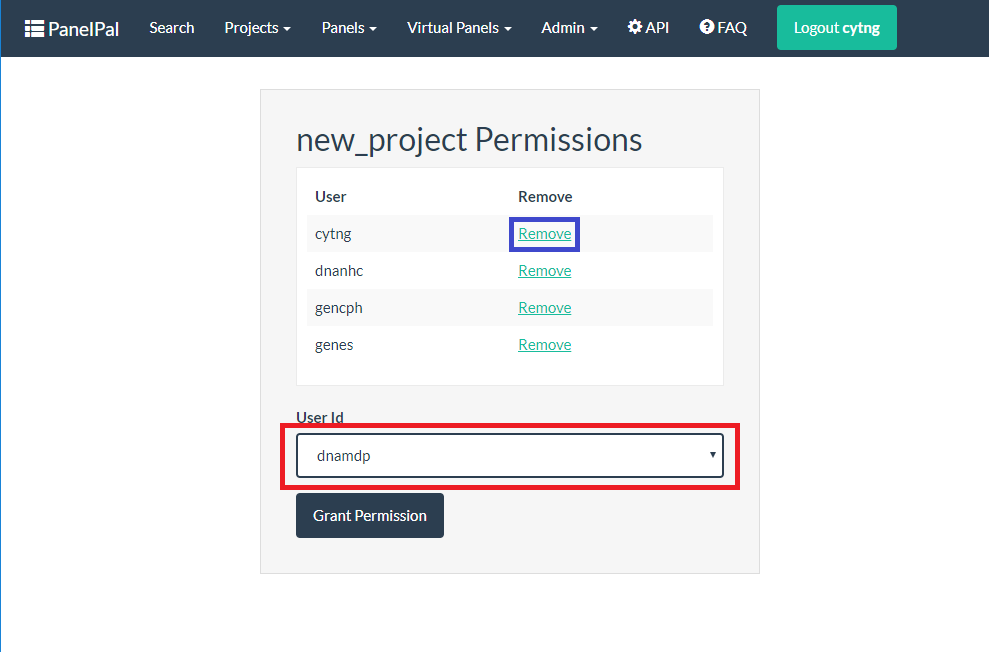 PanelPal Search Projects Panels Virtual Panels Admin API FAQ Logout cytng
new_project Permissions
User Remove
cytng Remove
dnanhc Remove
gencph Remove
genes Remove
User Id
dnamdp
Grant Permission